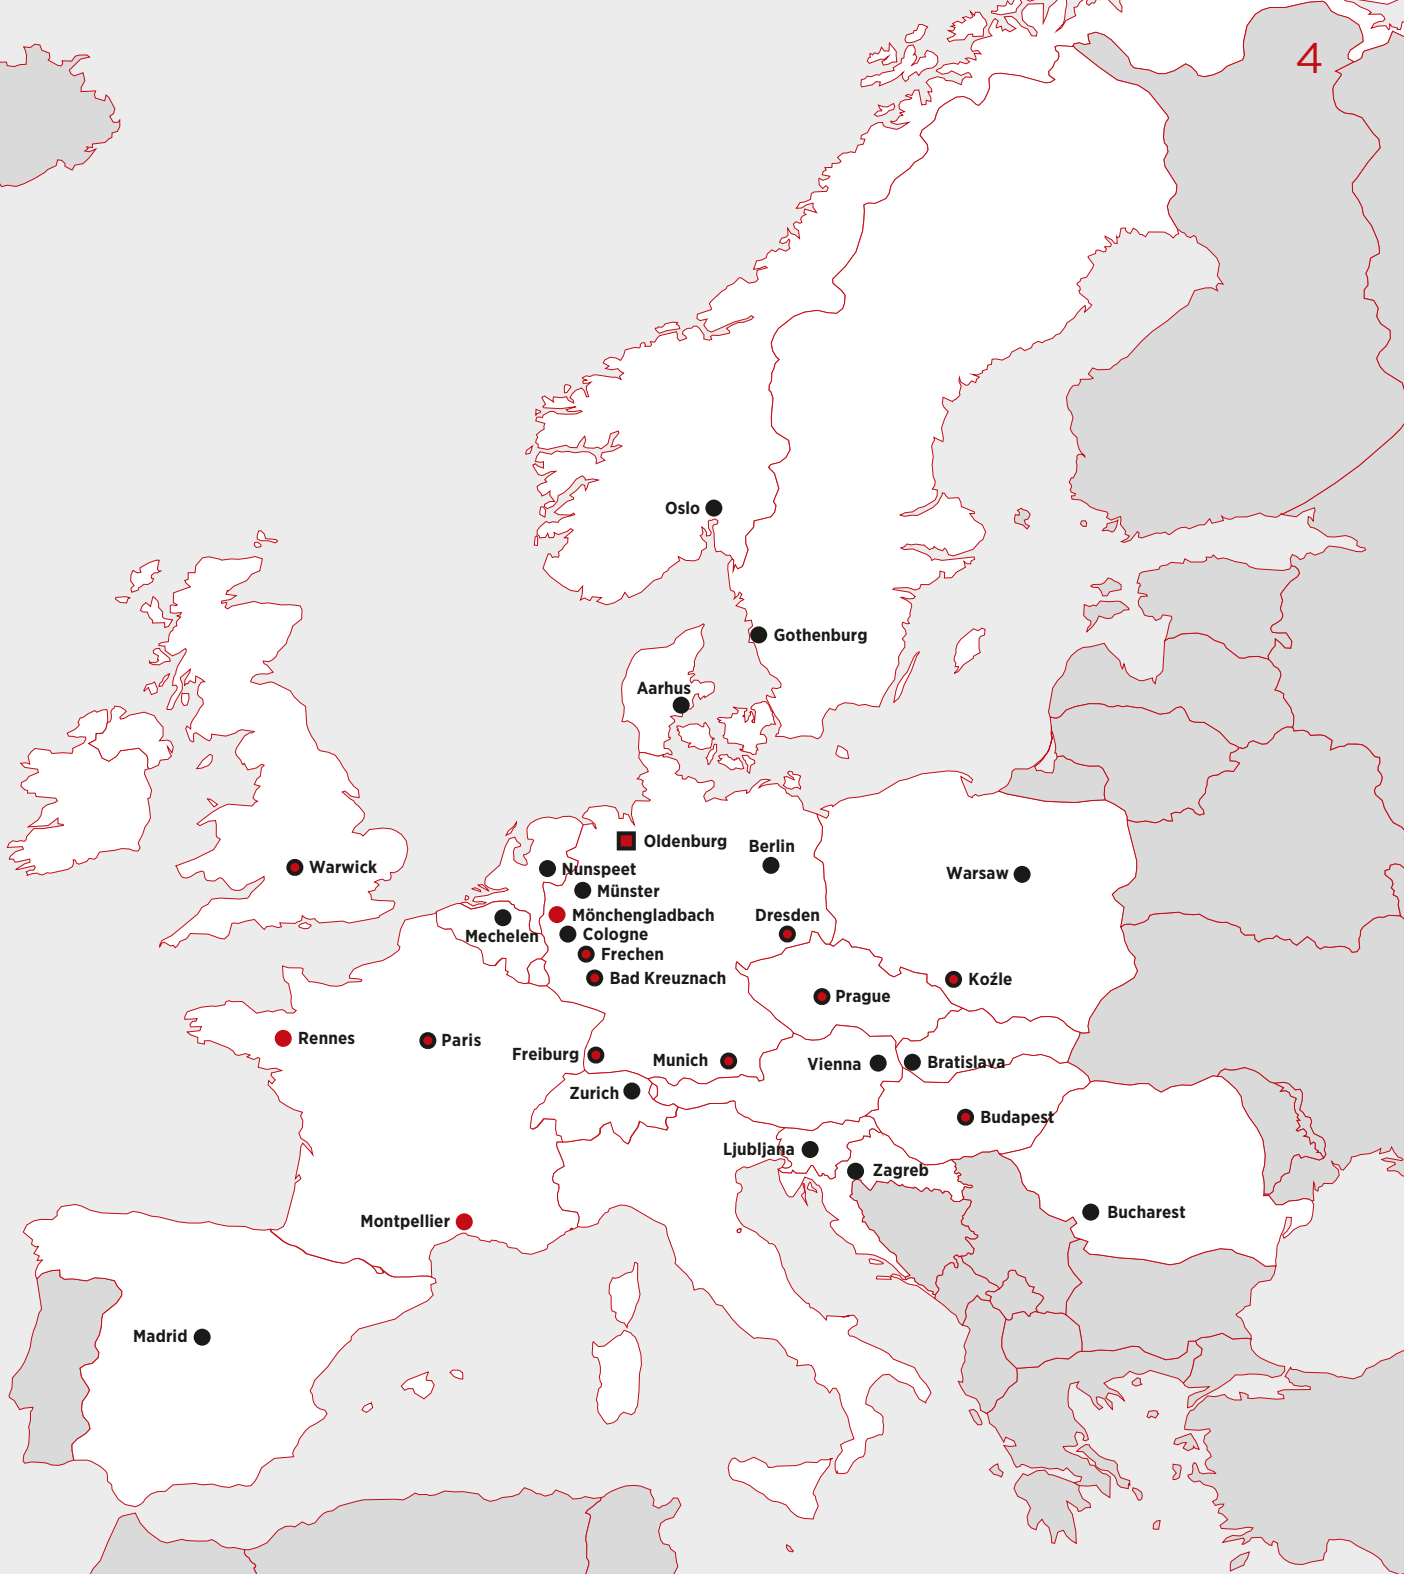 4
Oslo
Gothenburg
Aarhus
Oldenburg
Berlin
Warwick
Nunspeet
Warsaw
Münster
Mönchengladbach
Dresden
Mechelen
Cologne
Frechen
Bad Kreuznach
Koźle
Prague
Rennes
Paris
Freiburg
Munich
Vienna
Bratislava
Zurich
Budapest
Ljubljana
Zagreb
Montpellier
Bucharest
Madrid